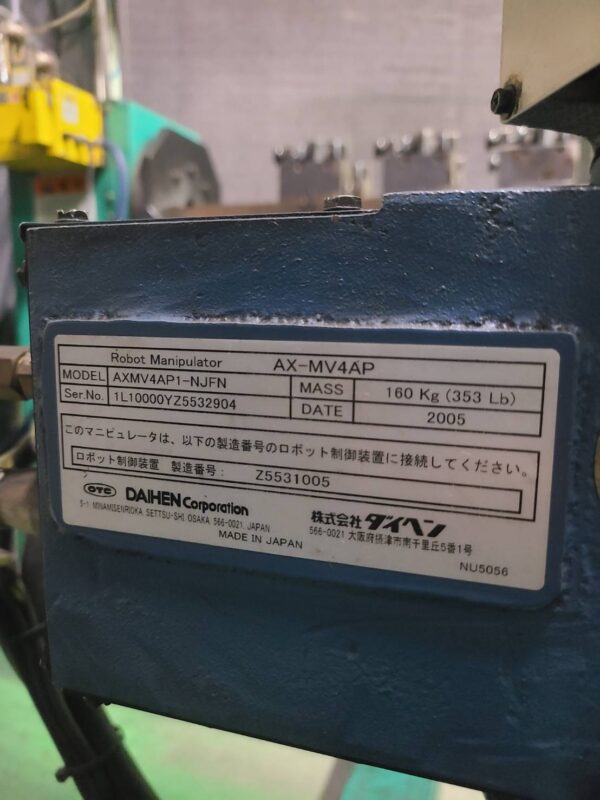 Robot Manipulator AX-MV4AP
MODEL AXMV4AP1-NJFN MASS 160 Kg (353 Lb)
Ser.No. 1L10000YZ5532904 DATE 2005
このマニピュレータは、以下の製造番号のロボット制御装置に接続してください。
ロボット制御装置 製造番号: Z5531005
OTC DAIHEN Corporation 株式会社ダイヘン
5-1, MINAMISENRIOKA SETTSU-SHI OSAKA 566-0021, JAPAN 566-0021 大阪府摂津市南千里丘5番1号
MADE IN JAPAN
NU5056